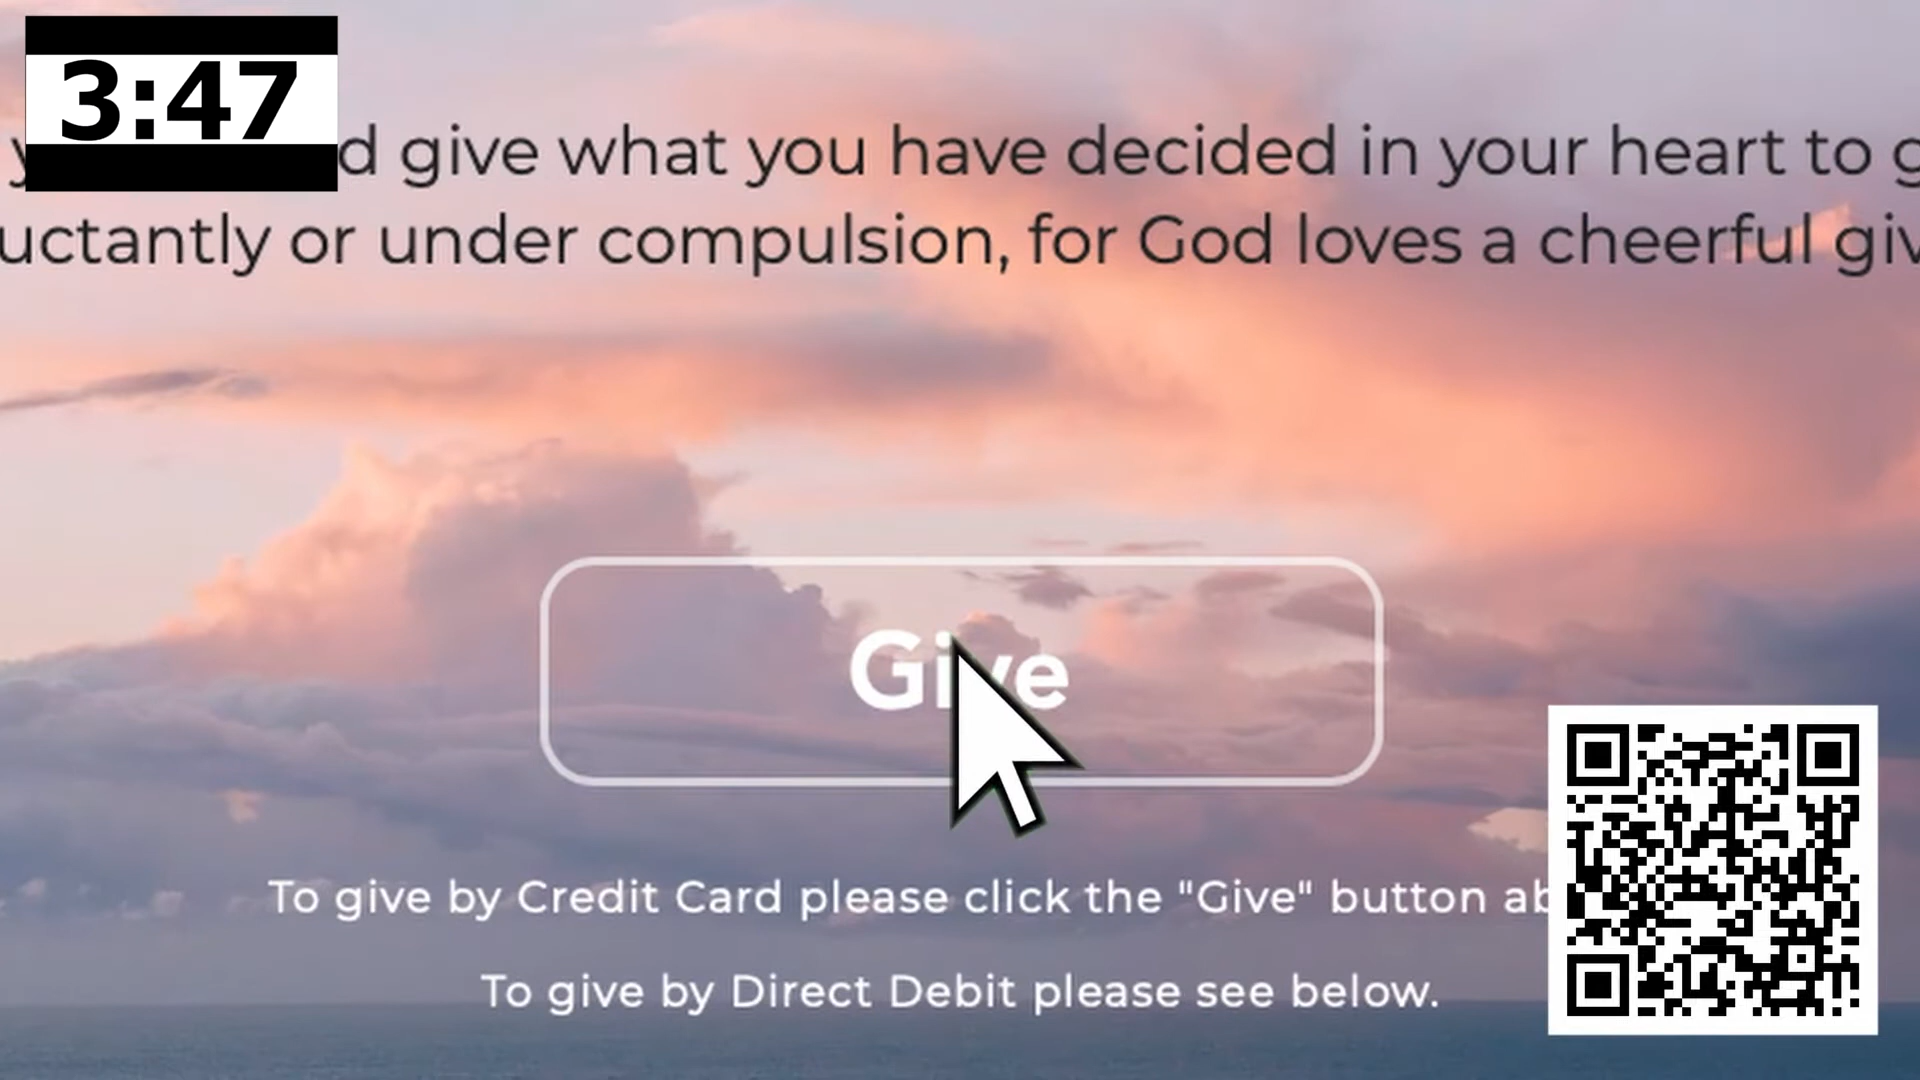 3:47
d give what you have decided in your heart to g
uctantly or under compulsion, for God loves a cheerful giv
Give
To give by Credit Card please click the "Give" button ab
To give by Direct Debit please see below.